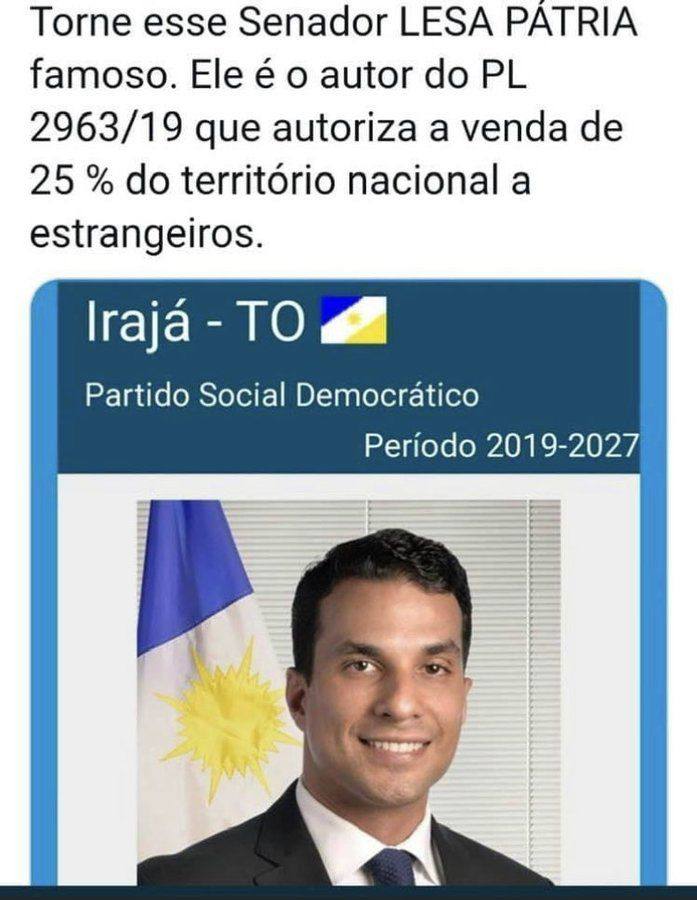 Torne esse Senador LESA PÁTRIA
famoso. Ele é o autor do PL
2963/19 que autoriza a venda de
25 % do território nacional a
estrangeiros.
Irajá - TO
Partido Social Democrático
Período 2019-2027